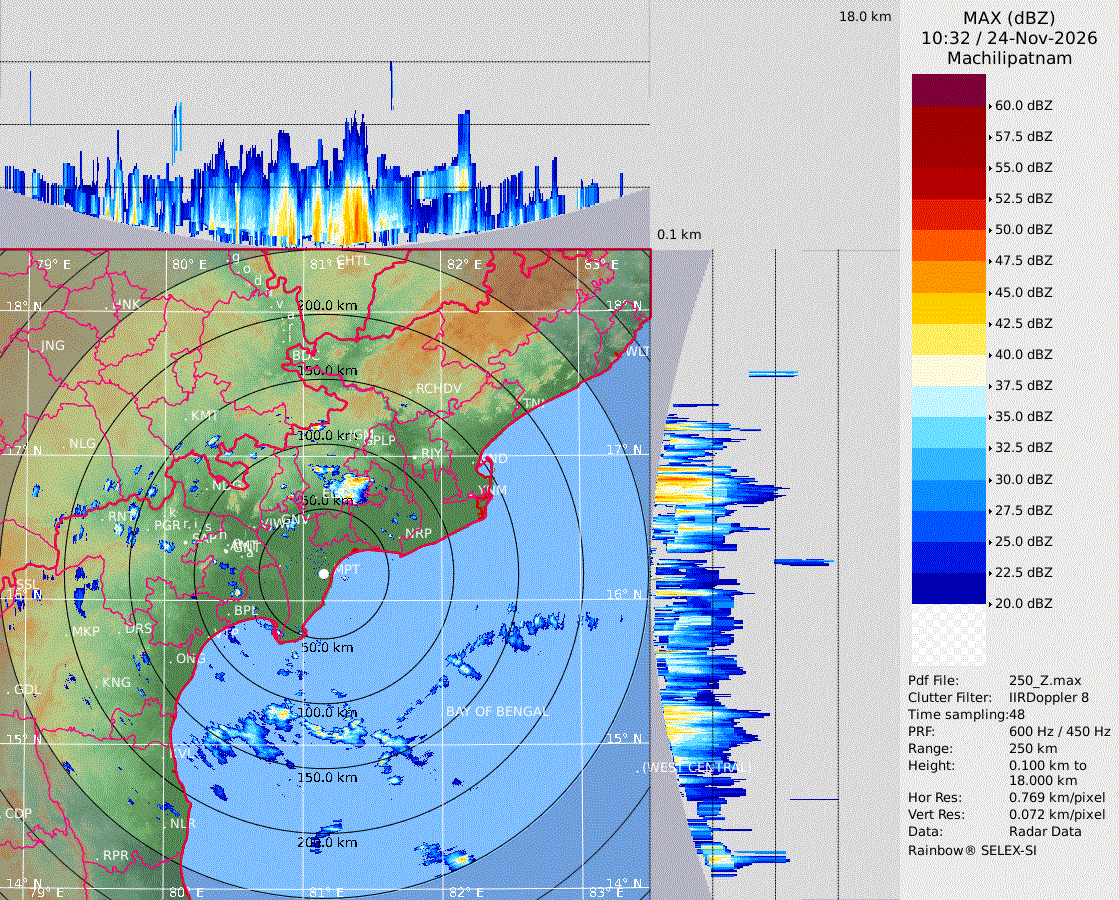 18.0 km
0.1 km
MAX (dBZ)
10:32 / 24-Nov-2026
Machilipatnam
60.0 dBZ
57.5 dBZ
55.0 dBZ
52.5 dBZ
50.0 dBZ
47.5 dBZ
45.0 dBZ
42.5 dBZ
40.0 dBZ
37.5 dBZ
35.0 dBZ
32.5 dBZ
30.0 dBZ
27.5 dBZ
25.0 dBZ
22.5 dBZ
20.0 dBZ
Pdf File: 250_Z.max
Clutter Filter: IIRDoppler 8
Time sampling:48
PRF: 600 Hz / 450 Hz
Range: 250 km
Height: 0.100 km to
18.000 km
Hor Res: 0.769 km/pixel
Vert Res: 0.072 km/pixel
Data: Radar Data
Rainbow® SELEX-SI
79° E 80° E 81° E 82° E 83° E
18° N 18° N
200.0 km
JNG
WLT
BDC
150.0 km
RCHDV
TNI
KMT
NLG
100.0 km
GPLP
17° N 17° N
RIY
50.0 km
YNM
PGR
NRP
MPT
SSL
16° N 16° N
BPL
MKP
DRS
50.0 km
ONG
KNG
GDL
100.0 km
BAY OF BENGAL
15° N 15° N
KVL
(WEST CENTRAL)
150.0 km
CDP
NLR
200.0 km
RPR
14° N 14° N
79° E 80° E 81° E 82° E 83° E